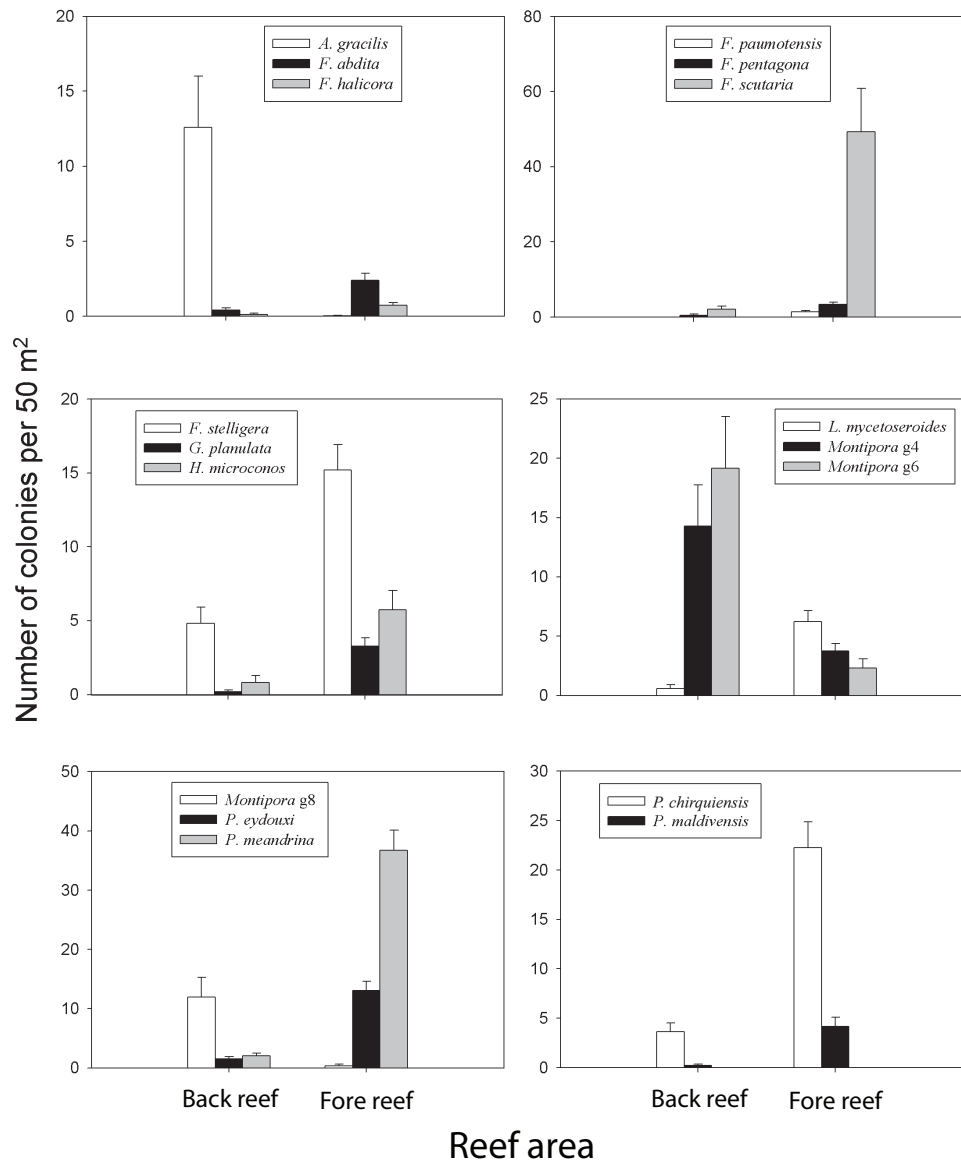 Number of colonies per 50 m²
20
15
10
5
0
A. gracilis
F. abdita
F. halicora
80
60
40
20
0
F. paumotensis
F. pentagona
F. scutaria
20
15
10
5
0
F. stelligera
G. planulata
H. microconos
25
20
15
10
5
0
L. mycetoseroides
Montipora g4
Montipora g6
50
40
30
20
10
0
Montipora g8
P. eydouxi
P. meandrina
30
25
20
15
10
5
0
P. chirquiensis
P. maldivensis
Back reef Fore reef
Back reef Fore reef
Reef area